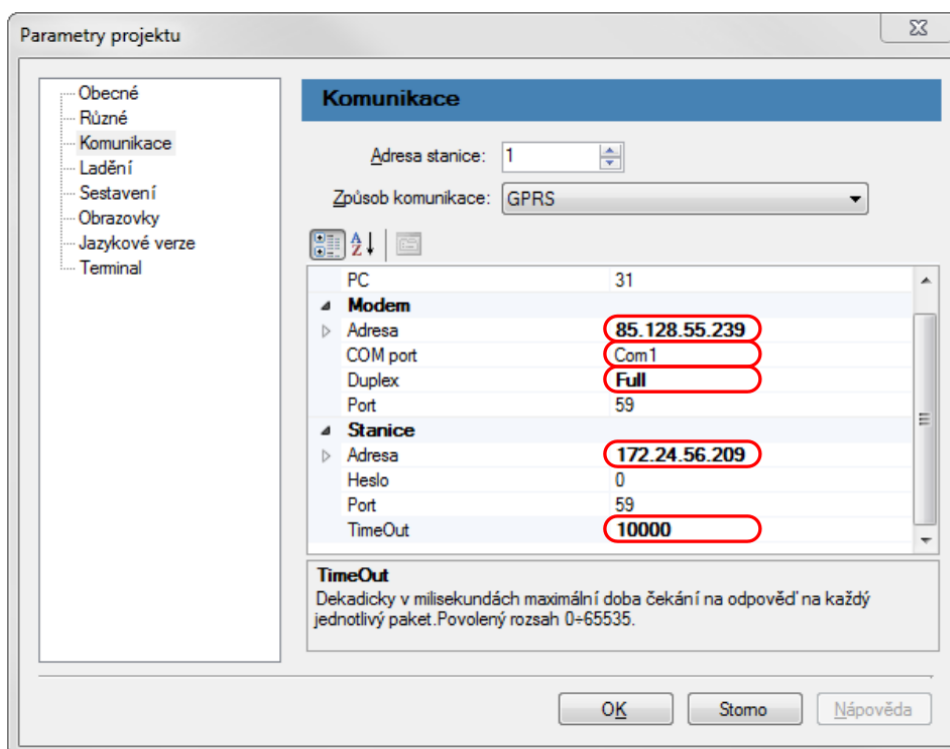 Parametry projektu
Obecné
Různé
Komunikace
Ladění
Sestavení
Obrazovky
Jazykové verze
Terminal
Komunikace
Adresa stanice: 1
Způsob komunikace: GPRS
PC 31
Modem
Adresa 85.128.55.239
COM port Com1
Duplex Full
Port 59
Stanice
Adresa 172.24.56.209
Heslo 0
Port 59
TimeOut 10000
TimeOut
Dekadicky v milisekundách maximální doba čekání na odpověď na každý
jednotlivý paket.Povolený rozsah 0÷65535.
OK Storno Nápověda